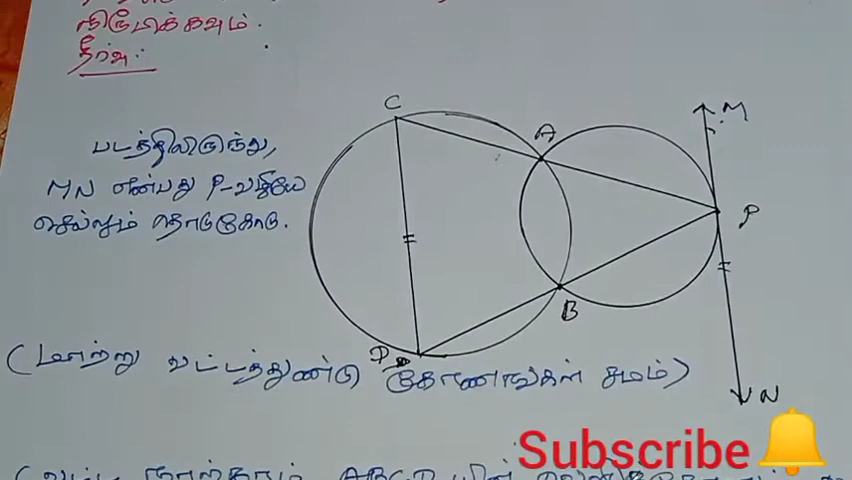 நிரூபிக்கவும்.
தீர்வு:
படத்திலிருந்து,
MN என்பது P-வழியே
செல்லும் தொடுகோடு.
C
A
M
P
B
D
N
(மாற்று வட்டத்துண்டு கோணங்கள் சமம்)
Subscribe